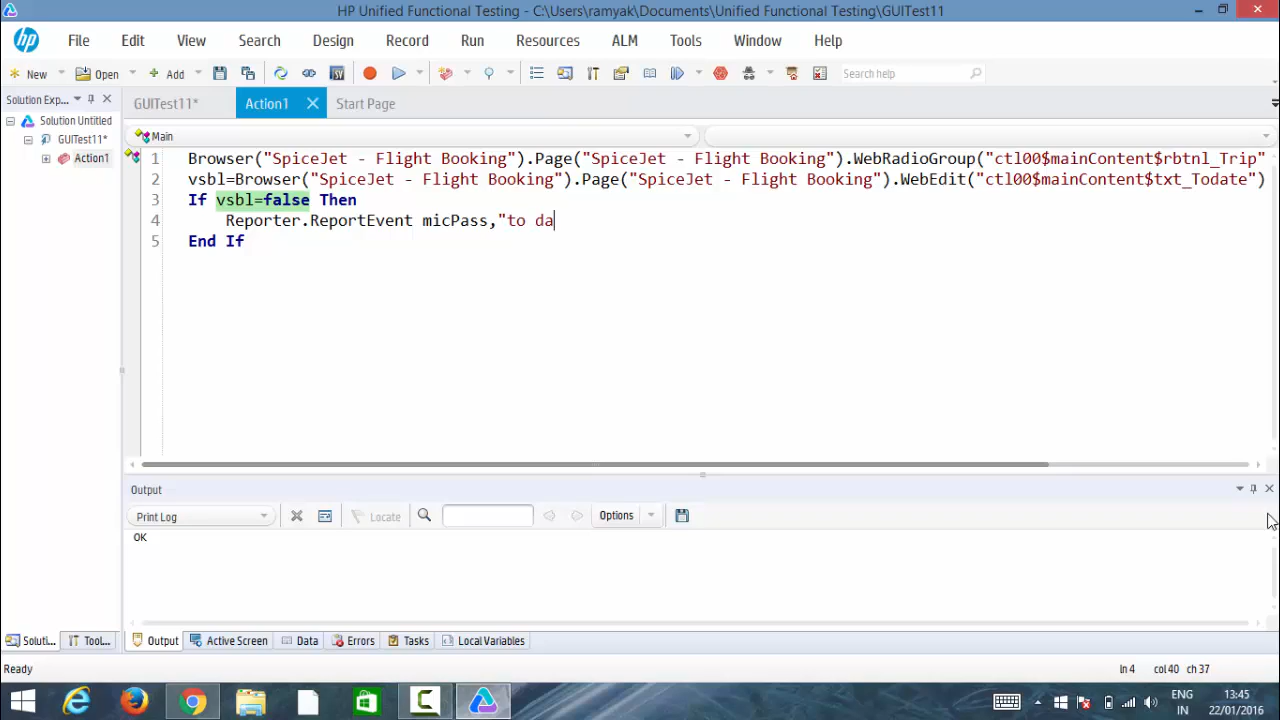 HP Unified Functional Testing - C:\Users\ramyak\Documents\Unified Functional Testing\GUITest11
hp File Edit View Search Design Record Run Resources ALM Tools Window Help
New Open Add Search help
Solution Exp... GUITest11* Action1 Start Page
Solution Untitled
GUITest11*
Action1
Main
1 Browser("SpiceJet - Flight Booking").Page("SpiceJet - Flight Booking").WebRadioGroup("ctl00$mainContent$rbtnl_Trip"
2 vsbl=Browser("SpiceJet - Flight Booking").Page("SpiceJet - Flight Booking").WebEdit("ctl00$mainContent$txt_Todate")
3 If vsbl=false Then
4 Reporter.ReportEvent micPass,"to da
5 End If
Output
Print Log Locate Options
OK
Soluti... Tool... Output Active Screen Data Errors Tasks Local Variables
Ready ln 4 col 40 ch 37
ENG 13:45
IN 22/01/2016